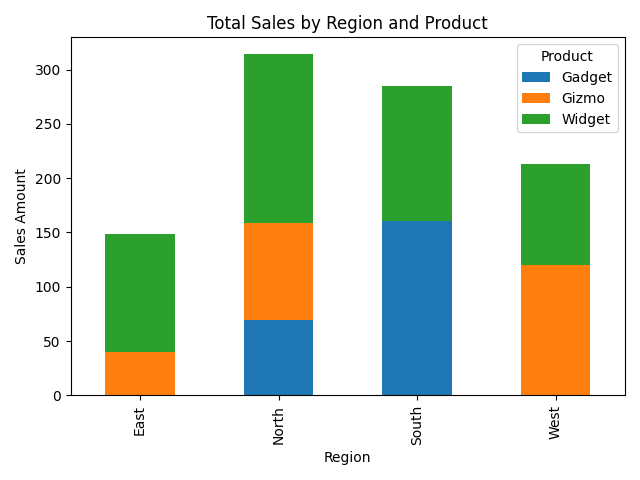 Total Sales by Region and Product
Product
Gadget
Gizmo
Widget
Sales Amount
300
250
200
150
100
50
0
East
North
South
West
Region